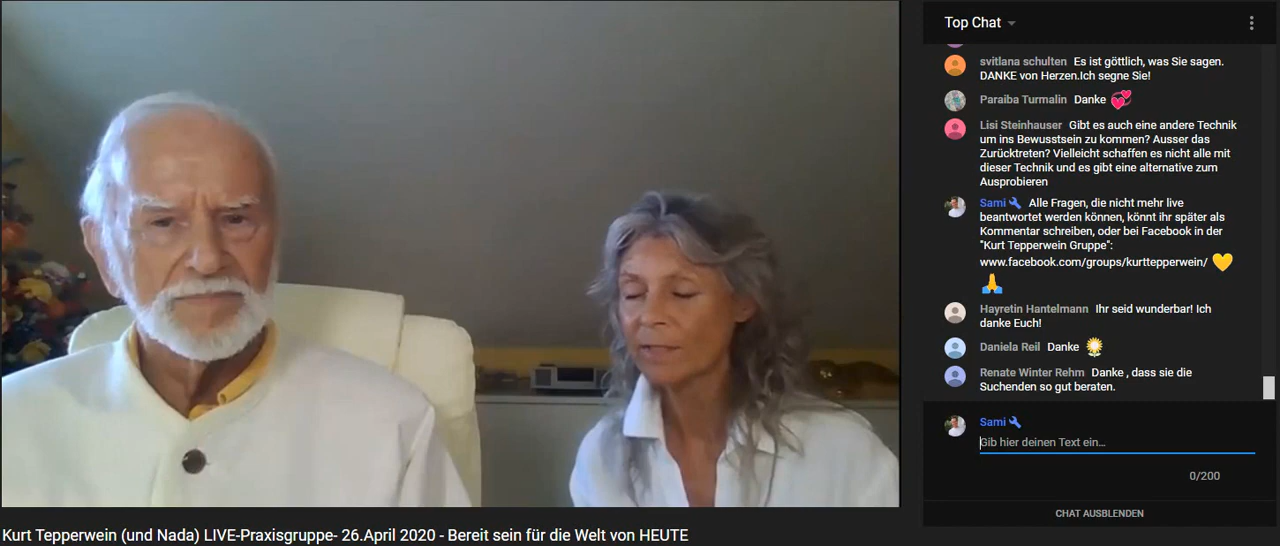 Top Chat
svitlana schulten Es ist göttlich, was Sie sagen.
DANKE von Herzen.Ich segne Sie!
Paraiba Turmalin Danke 💞
Lisi Steinhauser Gibt es auch eine andere Technik
um ins Bewusstsein zu kommen? Ausser das
Zurücktreten? Vielleicht schaffen es nicht alle mit
dieser Technik und es gibt eine alternative zum
Ausprobieren
Sami 🔧 Alle Fragen, die nicht mehr live
beantwortet werden können, könnt ihr später als
Kommentar schreiben, oder bei Facebook in der
"Kurt Tepperwein Gruppe":
www.facebook.com/groups/kurttepperwein/ 💛
🙏
Hayretin Hantelmann Ihr seid wunderbar! Ich
danke Euch!
Daniela Reil Danke 🌼
Renate Winter Rehm Danke , dass sie die
Suchenden so gut beraten.
Sami 🔧
Gib hier deinen Text ein...
0/200
CHAT AUSBLENDEN
Kurt Tepperwein (und Nada) LIVE-Praxisgruppe- 26.April 2020 - Bereit sein für die Welt von HEUTE